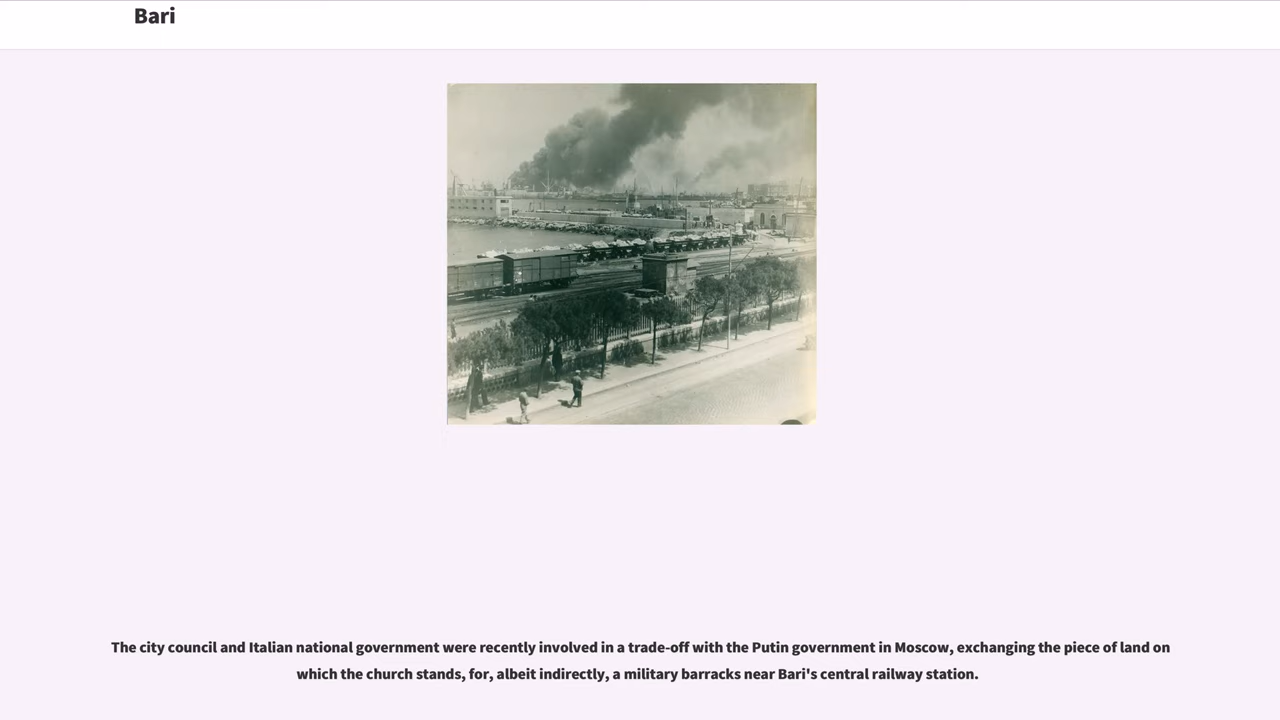 Bari
The city council and Italian national government were recently involved in a trade-off with the Putin government in Moscow, exchanging the piece of land on
which the church stands, for, albeit indirectly, a military barracks near Bari's central railway station.